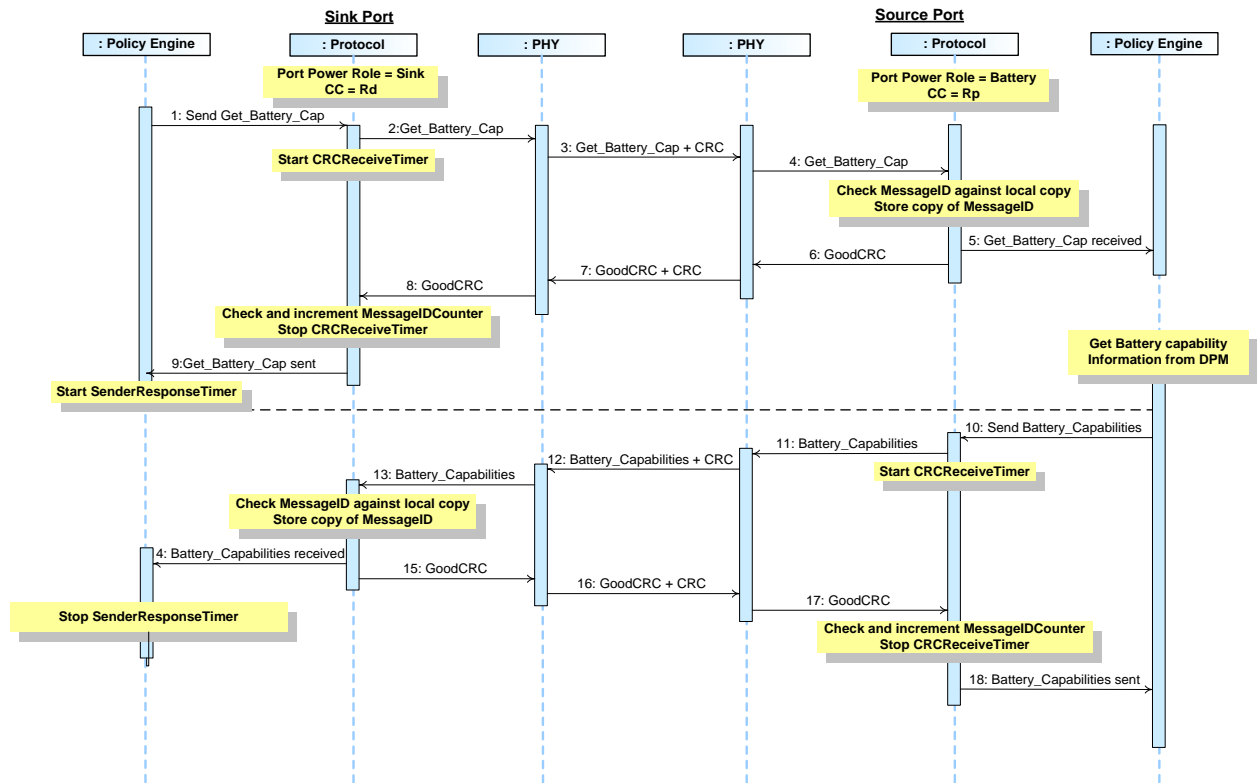 Sink Port
Source Port
: Policy Engine
: Protocol
: PHY
: PHY
: Protocol
: Policy Engine
Port Power Role = Sink
CC = Rd
Port Power Role = Battery
CC = Rp
1: Send Get_Battery_Cap
2:Get_Battery_Cap
Start CRCReceiveTimer
3: Get_Battery_Cap + CRC
4: Get_Battery_Cap
Check MessageID against local copy
Store copy of MessageID
5: Get_Battery_Cap received
6: GoodCRC
7: GoodCRC + CRC
8: GoodCRC
Check and increment MessageIDCounter
Stop CRCReceiveTimer
9:Get_Battery_Cap sent
Start SenderResponseTimer
Get Battery capability
Information from DPM
10: Send Battery_Capabilities
11: Battery_Capabilities
Start CRCReceiveTimer
12: Battery_Capabilities + CRC
13: Battery_Capabilities
Check MessageID against local copy
Store copy of MessageID
4: Battery_Capabilities received
15: GoodCRC
16: GoodCRC + CRC
17: GoodCRC
Stop SenderResponseTimer
Check and increment MessageIDCounter
Stop CRCReceiveTimer
18: Battery_Capabilities sent